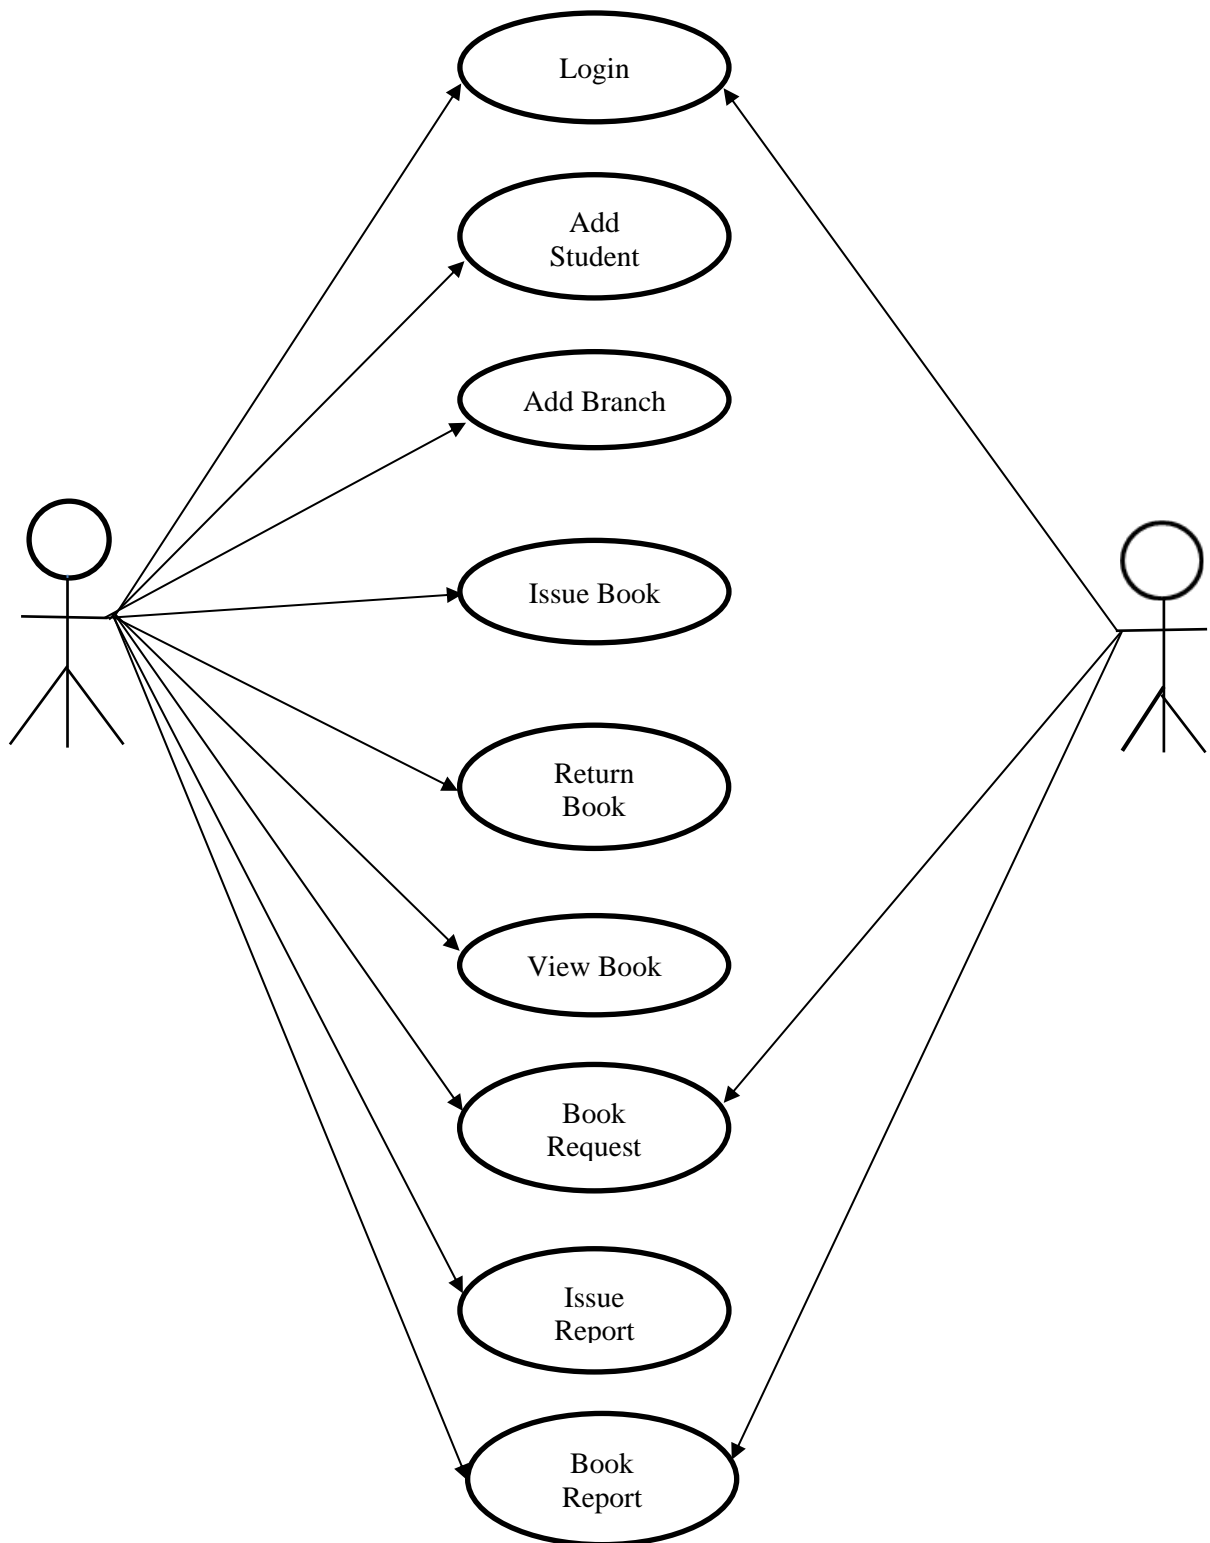 Login
Add
Student
Add Branch
Issue Book
Return
Book
View Book
Book
Request
Issue
Report
Book
Report